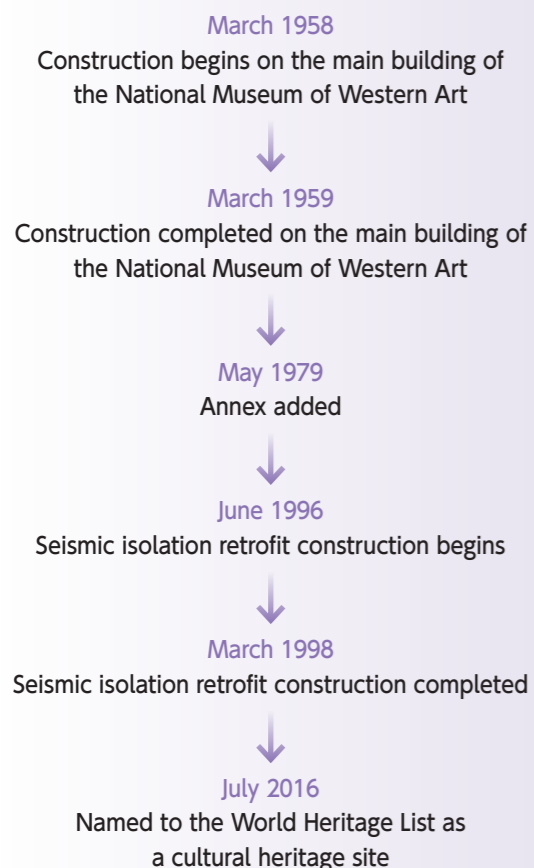 March 1958
Construction begins on the main building of
the National Museum of Western Art
March 1959
Construction completed on the main building of
the National Museum of Western Art
May 1979
Annex added
June 1996
Seismic isolation retrofit construction begins
March 1998
Seismic isolation retrofit construction completed
July 2016
Named to the World Heritage List as
a cultural heritage site